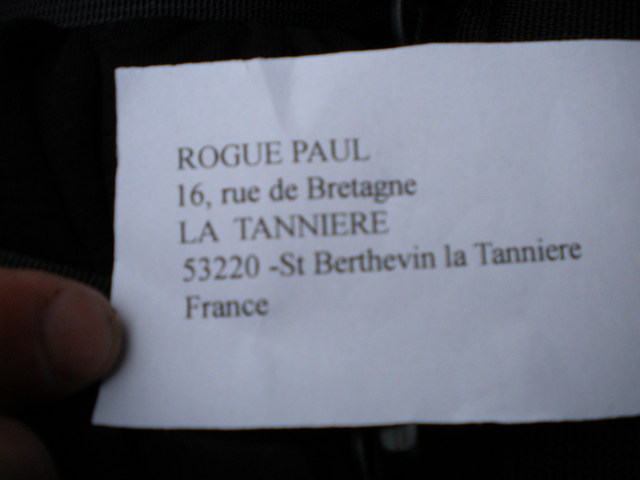 ROGUE PAUL
16, rue de Bretagne
LA TANNIERE
53220 -St Berthevin la Tanniere
France